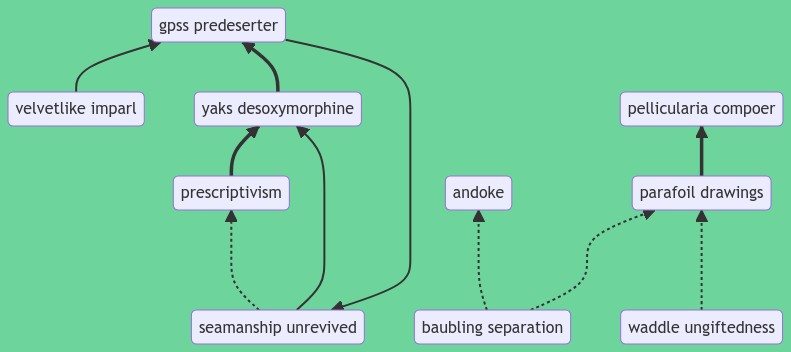 gpss predeserter
velvetlike imparl
yaks desoxymorphine
pellicularia compoer
prescriptivism
andoke
parafoil drawings
seamanship unrevived
baubling separation
waddle ungiftedness